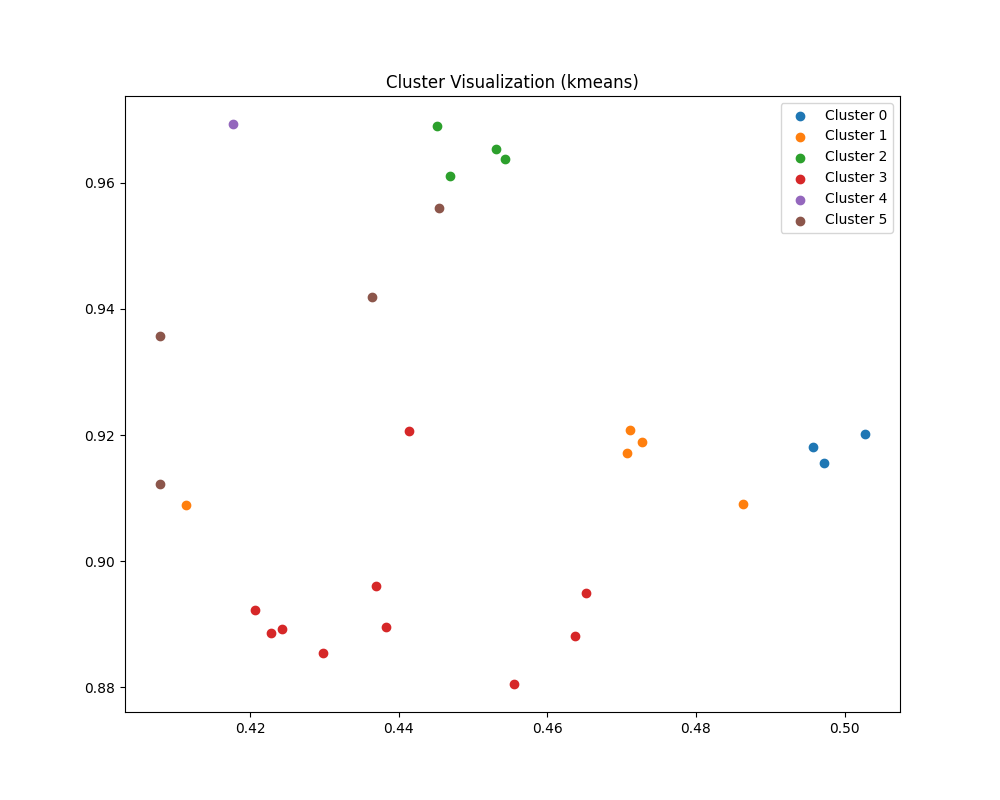 Cluster Visualization (kmeans)
Cluster 0
Cluster 1
Cluster 2
Cluster 3
Cluster 4
Cluster 5
0.96
0.94
0.92
0.90
0.88
0.42 0.44 0.46 0.48 0.50